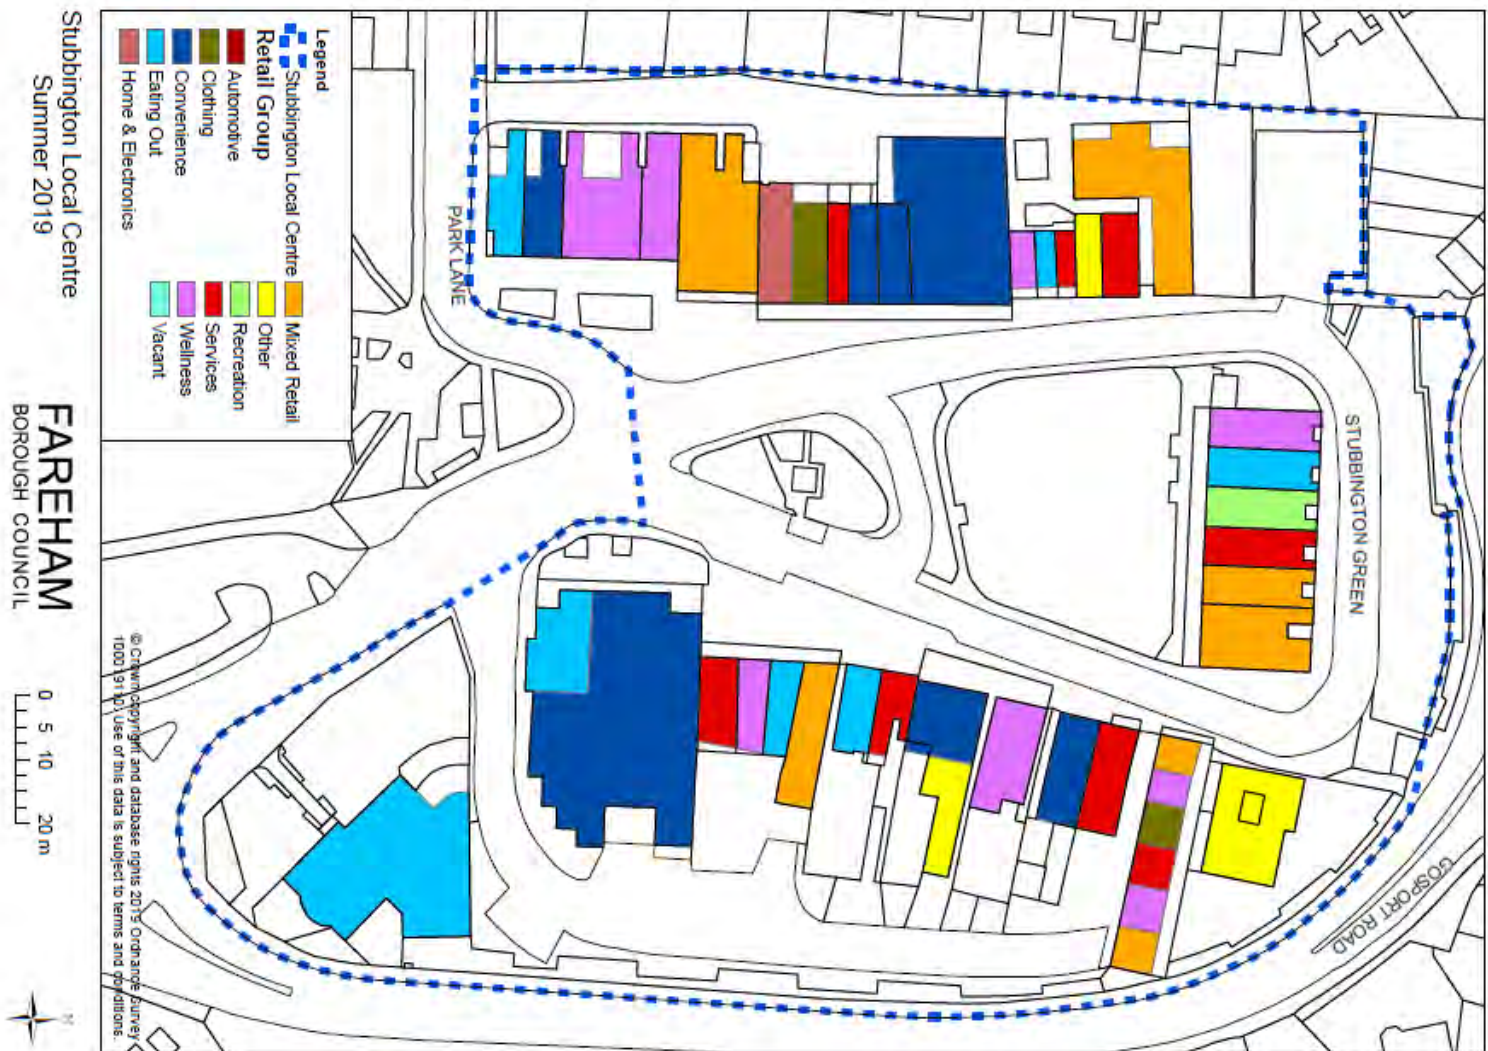 Stubbington Local Centre
Summer 2019
FAREHAM
BOROUGH COUNCIL
0 5 10 20 m
Legend
Stubbington Local Centre
Retail Group
Automotive
Clothing
Convenience
Eating Out
Home & Electronics
Mixed Retail
Other
Recreation
Services
Wellness
Vacant
PARK LANE
STUBBINGTON GREEN
GOSPORT ROAD
© Crown copyright and database rights 2019 Ordnance Survey
100019110. Use of this data is subject to terms and conditions.